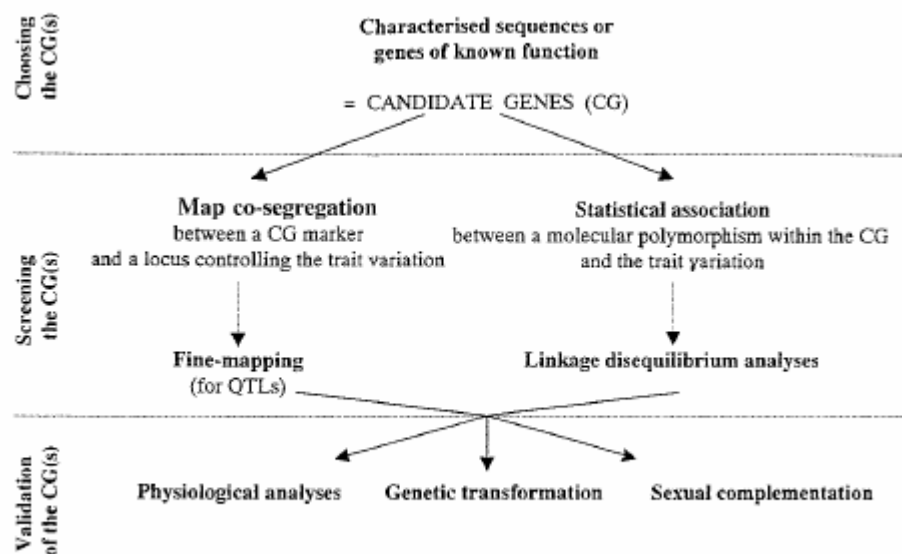 Choosing
the CG(s)
Characterised sequences or
genes of known function
= CANDIDATE GENES (CG)
Screening
the CG(s)
Map co-segregation
between a CG marker
and a locus controlling the trait variation
Statistical association
between a molecular polymorphism within the CG
and the trait variation
Fine-mapping
(for QTLs)
Linkage disequilibrium analyses
Validation
of the CG(s)
Physiological analyses
Genetic transformation
Sexual complementation